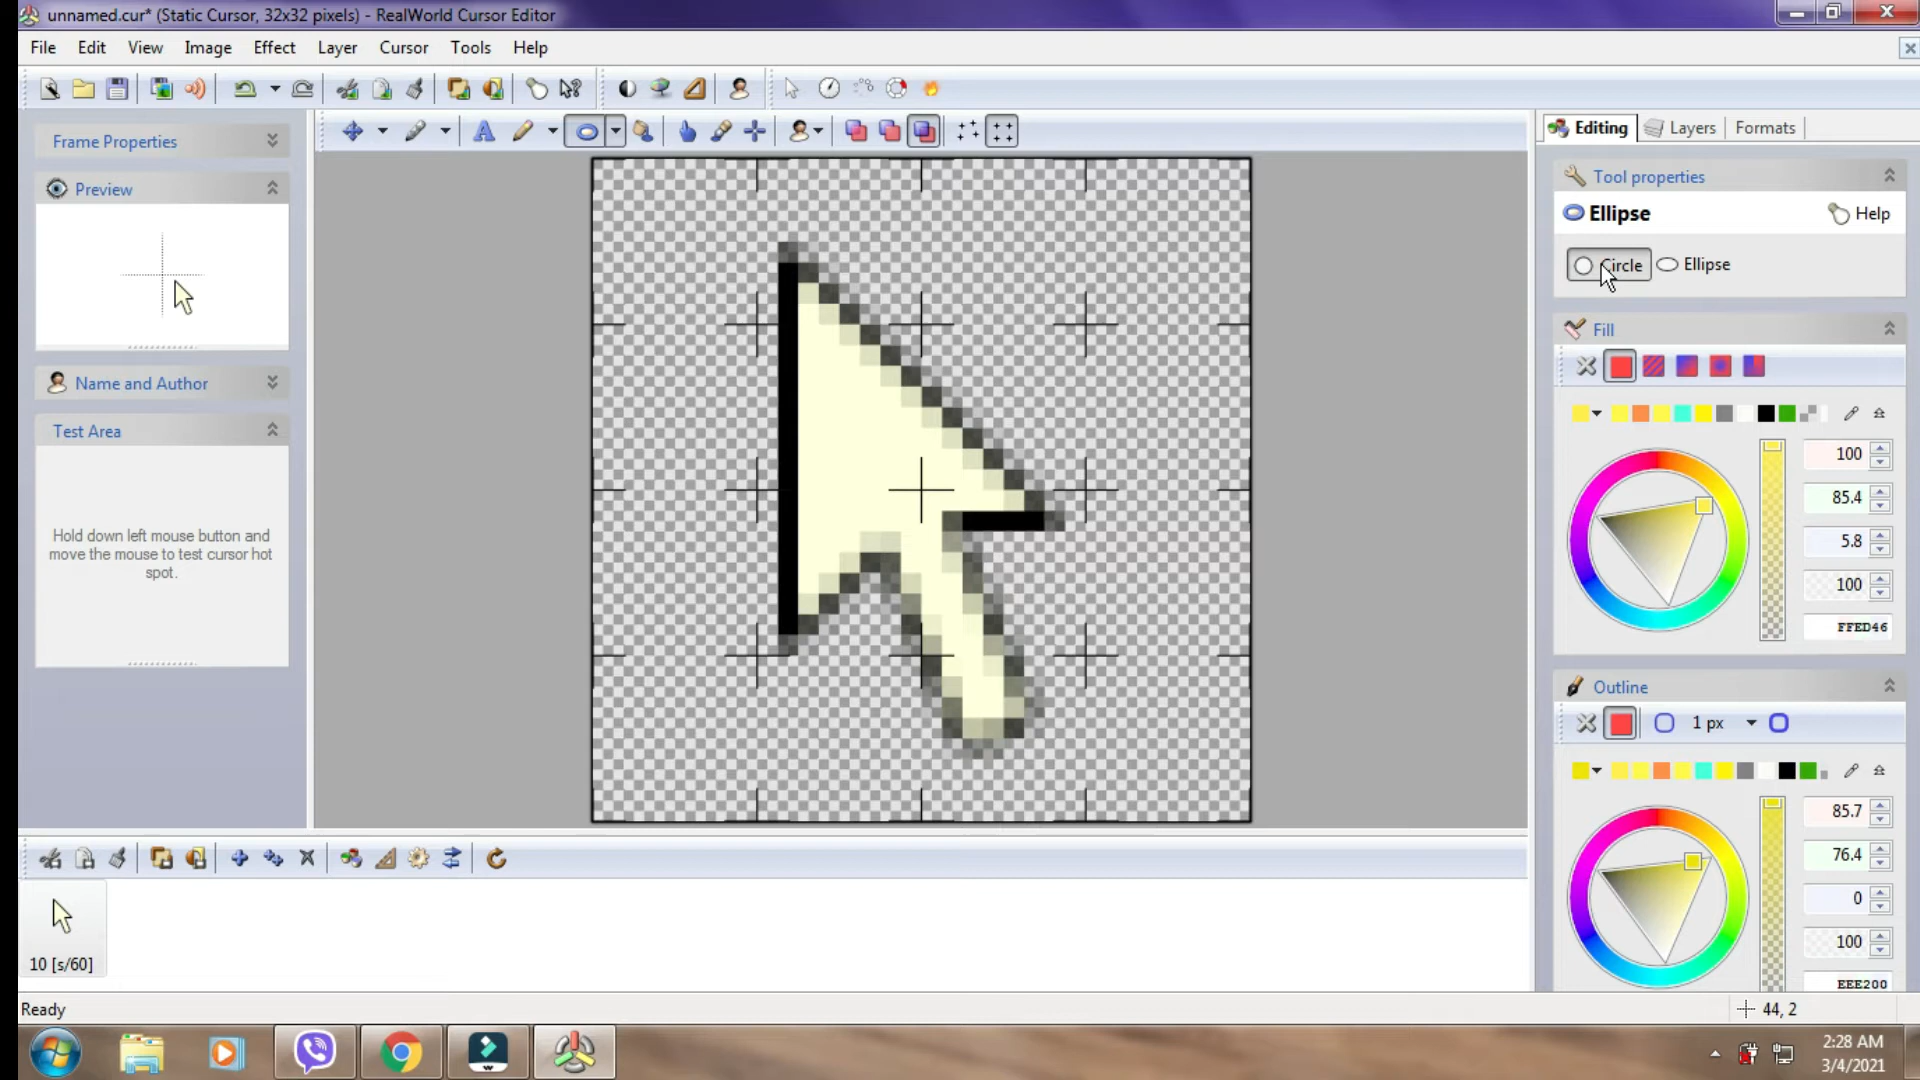 unnamed.cur* (Static Cursor, 32x32 pixels) - RealWorld Cursor Editor
File Edit View Image Effect Layer Cursor Tools Help
Frame Properties
Preview
Name and Author
Test Area
Hold down left mouse button and
move the mouse to test cursor hot
spot.
Editing Layers Formats
Tool properties
Ellipse Help
Circle Ellipse
Fill
100
85.4
5.8
100
FFED46
Outline
1 px
85.7
76.4
0
100
EEE200
10 [s/60]
Ready
44, 2
2:28 AM
3/4/2021